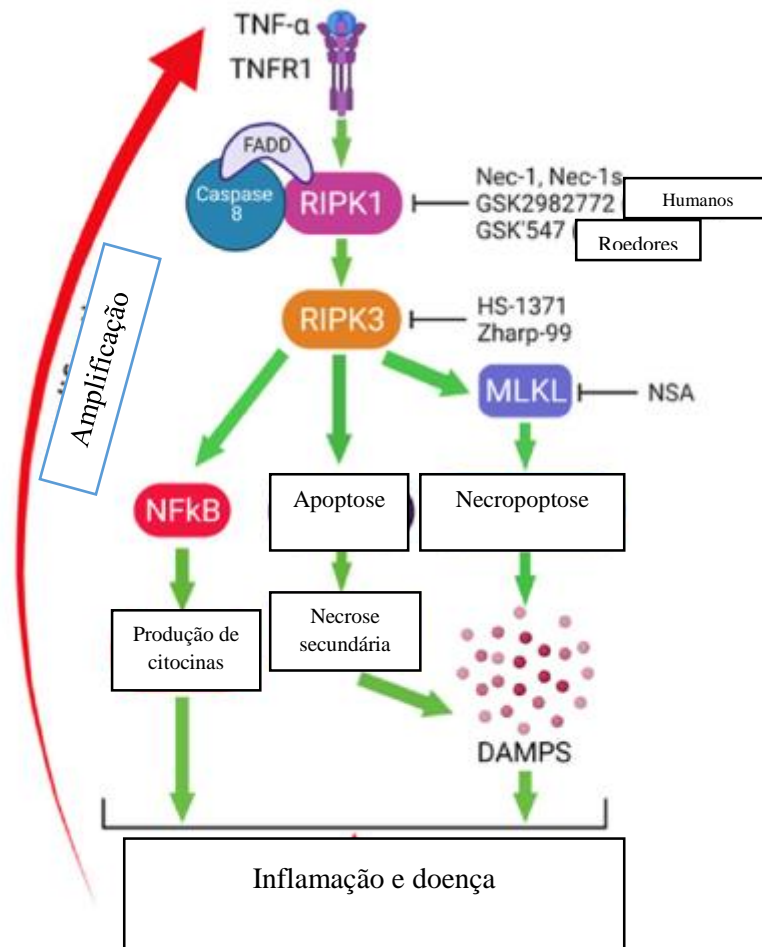 TNF-α
TNFR1
FADD
Caspase
8
RIPK1
Nec-1, Nec-1s
GSK2982772 (
Humanos
GSK'547 (
Roedores
RIPK3
HS-1371
Zharp-99
MLKL
NSA
Amplificação
NFkB
Apoptose
Necropoptose
Produção de
citocinas
Necrose
secundária
DAMPS
Inflamação e doença